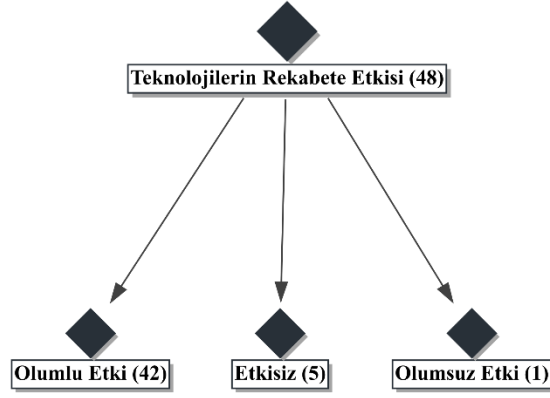 Teknolojilerin Rekabete Etkisi (48)
Olumlu Etki (42)
Etkisiz (5)
Olumsuz Etki (1)